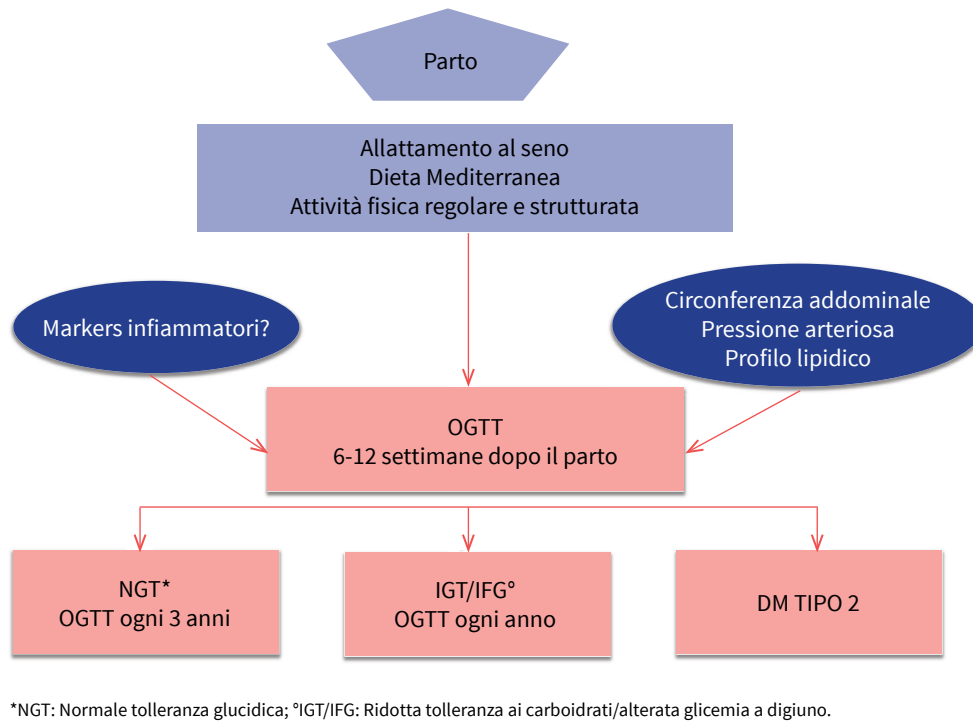 Parto
Allattamento al seno
Dieta Mediterranea
Attività fisica regolare e strutturata
Markers infiammatori?
Circonferenza addominale
Pressione arteriosa
Profilo lipidico
OGTT
6-12 settimane dopo il parto
NGT*
OGTT ogni 3 anni
IGT/IFG°
OGTT ogni anno
DM TIPO 2
*NGT: Normale tolleranza glucidica; °IGT/IFG: Ridotta tolleranza ai carboidrati/alterata glicemia a digiuno.